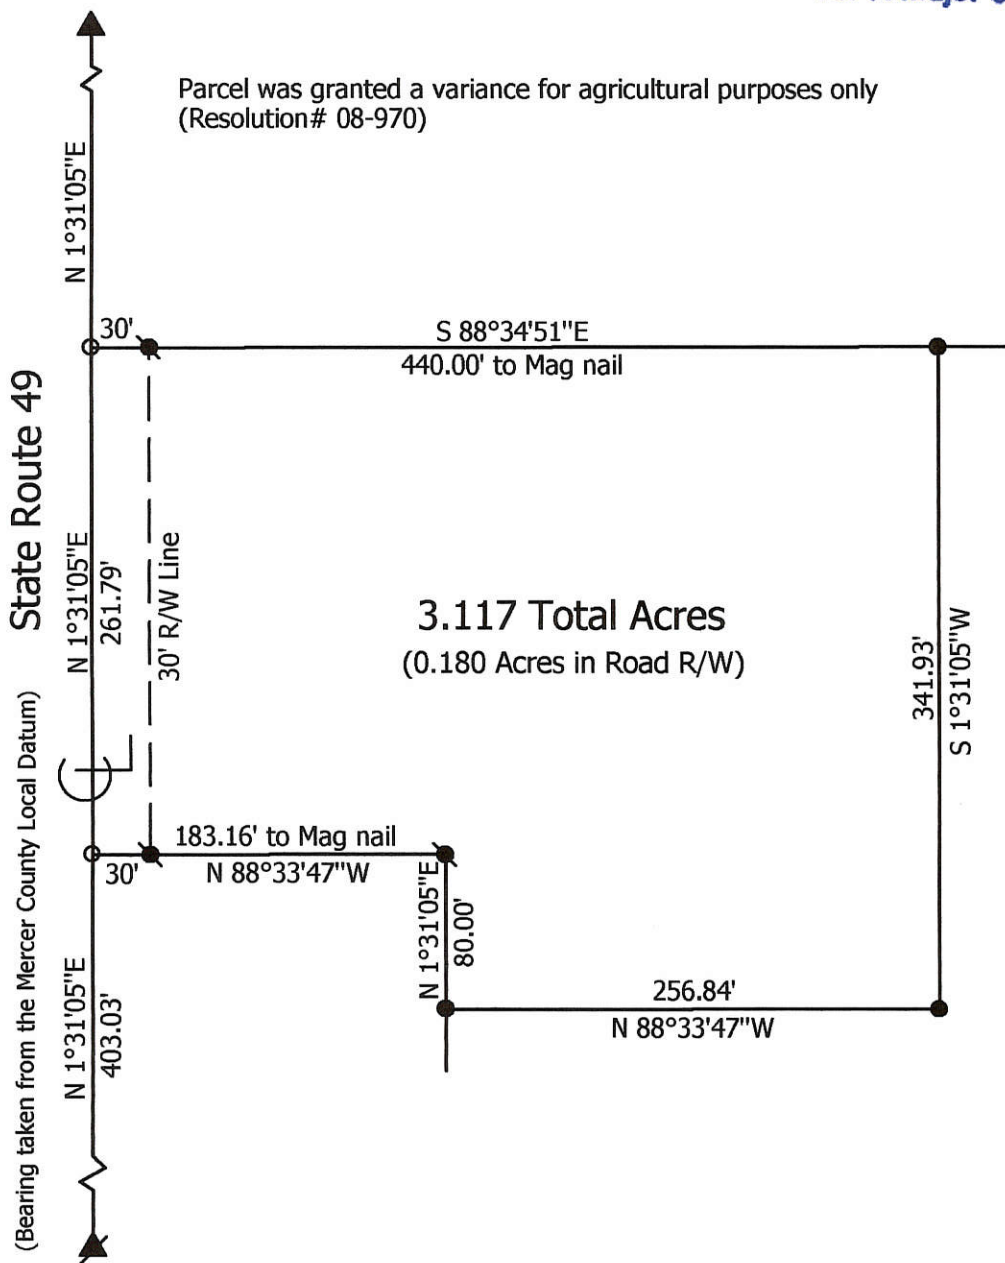 Parcel was granted a variance for agricultural purposes only
(Resolution# 08-970)
N 1°31'05"E
30'
S 88°34'51"E
440.00' to Mag nail
State Route 49
(Bearing taken from the Mercer County Local Datum)
N 1°31'05"E
261.79'
30' R/W Line
3.117 Total Acres
(0.180 Acres in Road R/W)
341.93'
S 1°31'05"W
183.16' to Mag nail
30'
N 88°33'47"W
N 1°31'05"E
80.00'
256.84'
N 88°33'47"W
N 1°31'05"E
403.03'